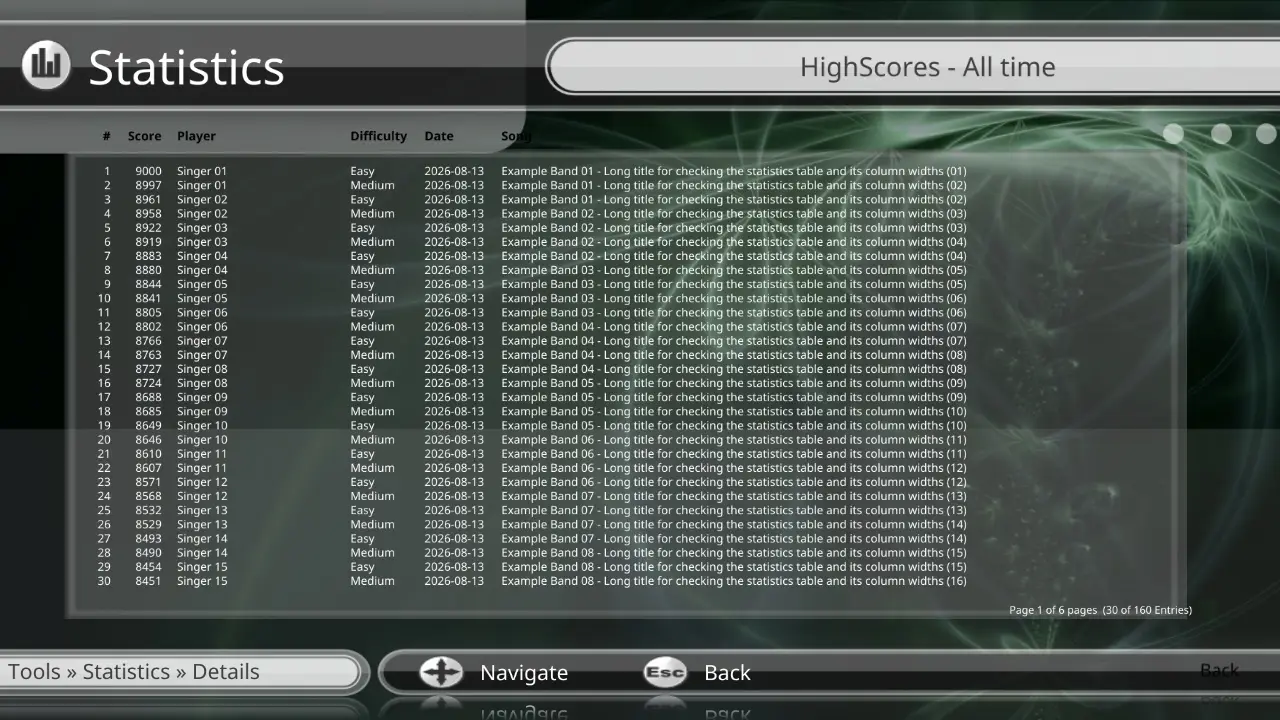 Statistics
HighScores - All time
# Score Player Difficulty Date Song
1 9000 Singer 01 Easy 2026-08-13 Example Band 01 - Long title for checking the statistics table and its column widths (01)
2 8997 Singer 01 Medium 2026-08-13 Example Band 01 - Long title for checking the statistics table and its column widths (02)
3 8961 Singer 02 Easy 2026-08-13 Example Band 01 - Long title for checking the statistics table and its column widths (02)
4 8958 Singer 02 Medium 2026-08-13 Example Band 02 - Long title for checking the statistics table and its column widths (03)
5 8922 Singer 03 Easy 2026-08-13 Example Band 02 - Long title for checking the statistics table and its column widths (03)
6 8919 Singer 03 Medium 2026-08-13 Example Band 02 - Long title for checking the statistics table and its column widths (04)
7 8883 Singer 04 Easy 2026-08-13 Example Band 02 - Long title for checking the statistics table and its column widths (04)
8 8880 Singer 04 Medium 2026-08-13 Example Band 03 - Long title for checking the statistics table and its column widths (05)
9 8844 Singer 05 Easy 2026-08-13 Example Band 03 - Long title for checking the statistics table and its column widths (05)
10 8841 Singer 05 Medium 2026-08-13 Example Band 03 - Long title for checking the statistics table and its column widths (06)
11 8805 Singer 06 Easy 2026-08-13 Example Band 03 - Long title for checking the statistics table and its column widths (06)
12 8802 Singer 06 Medium 2026-08-13 Example Band 04 - Long title for checking the statistics table and its column widths (07)
13 8766 Singer 07 Easy 2026-08-13 Example Band 04 - Long title for checking the statistics table and its column widths (07)
14 8763 Singer 07 Medium 2026-08-13 Example Band 04 - Long title for checking the statistics table and its column widths (08)
15 8727 Singer 08 Easy 2026-08-13 Example Band 04 - Long title for checking the statistics table and its column widths (08)
16 8724 Singer 08 Medium 2026-08-13 Example Band 05 - Long title for checking the statistics table and its column widths (09)
17 8688 Singer 09 Easy 2026-08-13 Example Band 05 - Long title for checking the statistics table and its column widths (09)
18 8685 Singer 09 Medium 2026-08-13 Example Band 05 - Long title for checking the statistics table and its column widths (10)
19 8649 Singer 10 Easy 2026-08-13 Example Band 05 - Long title for checking the statistics table and its column widths (10)
20 8646 Singer 10 Medium 2026-08-13 Example Band 06 - Long title for checking the statistics table and its column widths (11)
21 8610 Singer 11 Easy 2026-08-13 Example Band 06 - Long title for checking the statistics table and its column widths (11)
22 8607 Singer 11 Medium 2026-08-13 Example Band 06 - Long title for checking the statistics table and its column widths (12)
23 8571 Singer 12 Easy 2026-08-13 Example Band 06 - Long title for checking the statistics table and its column widths (12)
24 8568 Singer 12 Medium 2026-08-13 Example Band 07 - Long title for checking the statistics table and its column widths (13)
25 8532 Singer 13 Easy 2026-08-13 Example Band 07 - Long title for checking the statistics table and its column widths (13)
26 8529 Singer 13 Medium 2026-08-13 Example Band 07 - Long title for checking the statistics table and its column widths (14)
27 8493 Singer 14 Easy 2026-08-13 Example Band 07 - Long title for checking the statistics table and its column widths (14)
28 8490 Singer 14 Medium 2026-08-13 Example Band 08 - Long title for checking the statistics table and its column widths (15)
29 8454 Singer 15 Easy 2026-08-13 Example Band 08 - Long title for checking the statistics table and its column widths (15)
30 8451 Singer 15 Medium 2026-08-13 Example Band 08 - Long title for checking the statistics table and its column widths (16)
Page 1 of 6 pages (30 of 160 Entries)
Tools » Statistics » Details
Navigate
Esc Back
Back